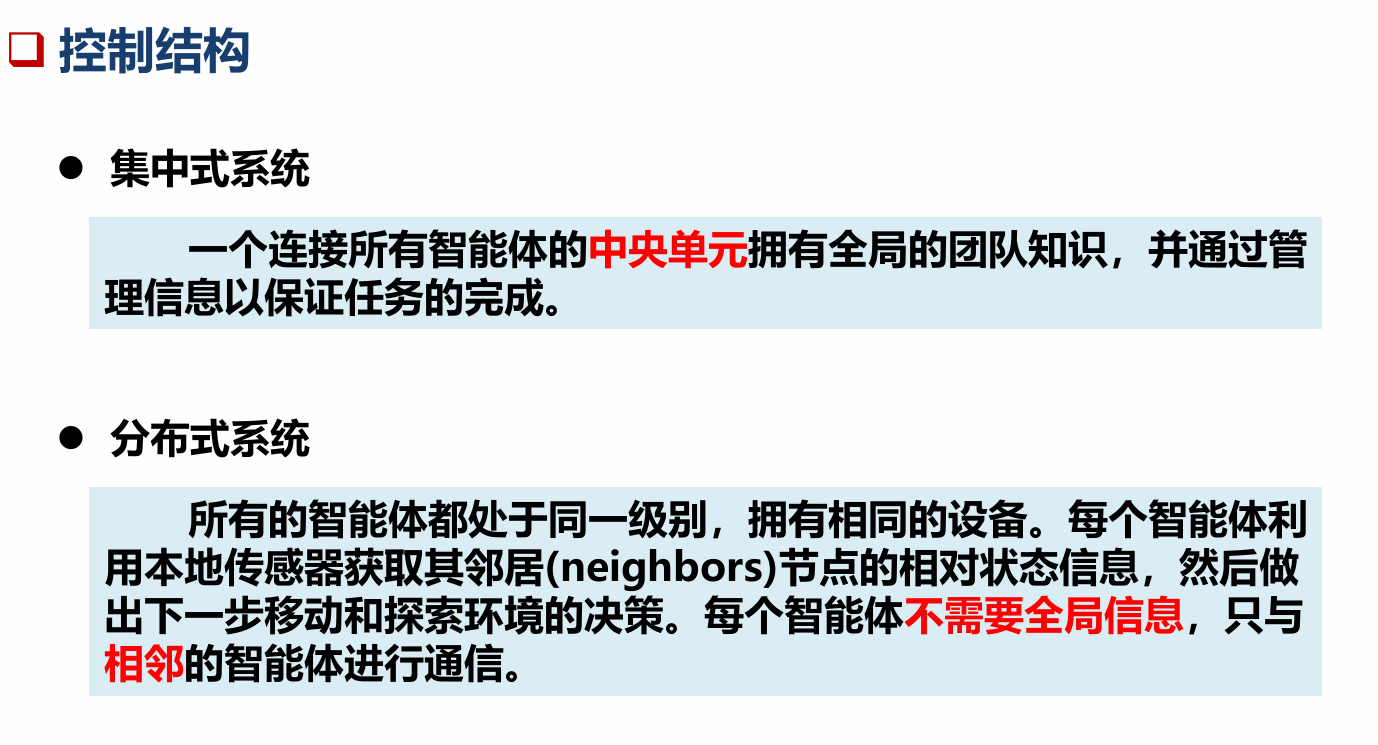 控制结构
集中式系统
一个连接所有智能体的中央单元拥有全局的团队知识，并通过管
理信息以保证任务的完成。
分布式系统
所有的智能体都处于同一级别，拥有相同的设备。每个智能体利
用本地传感器获取其邻居(neighbors)节点的相对状态信息，然后做
出下一步移动和探索环境的决策。每个智能体不需要全局信息，只与
相邻的智能体进行通信。